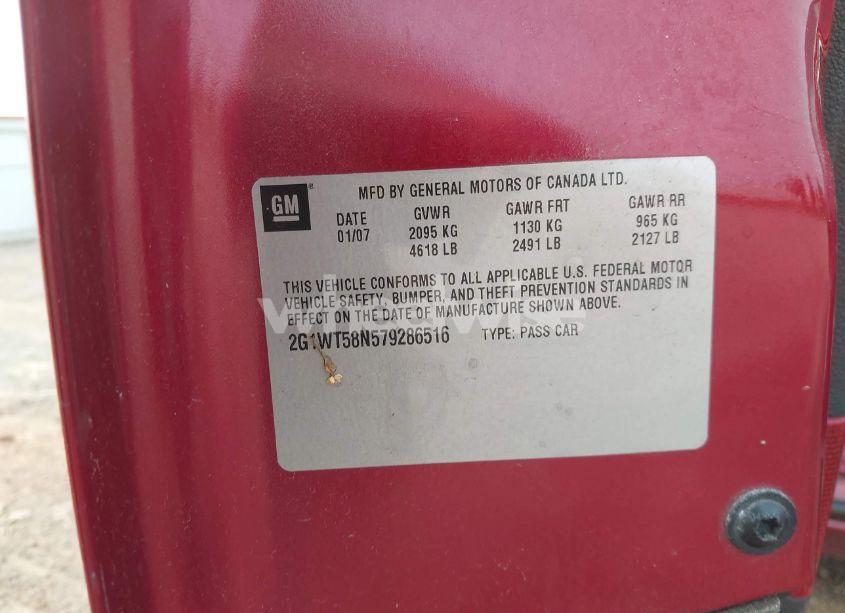 GM
MFD BY GENERAL MOTORS OF CANADA LTD.
DATE GVWR GAWR FRT GAWR RR
01/07 2095 KG 1130 KG 965 KG
4618 LB 2491 LB 2127 LB
THIS VEHICLE CONFORMS TO ALL APPLICABLE U.S. FEDERAL MOTOR
VEHICLE SAFETY, BUMPER, AND THEFT PREVENTION STANDARDS IN
EFFECT ON THE DATE OF MANUFACTURE SHOWN ABOVE.
2G1WT58N579286516 TYPE: PASS CAR